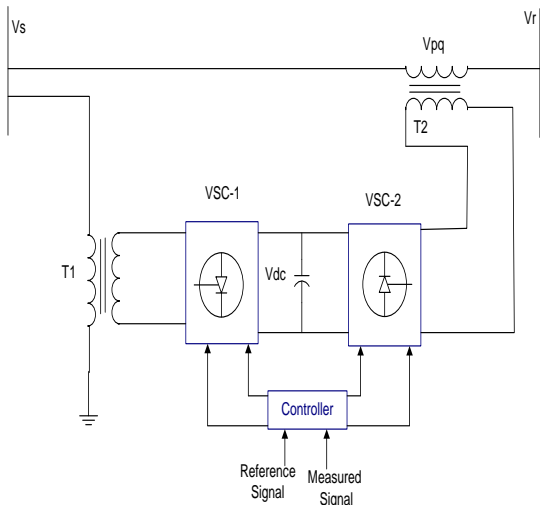 Vs
Vr
Vpq
T2
VSC-1
VSC-2
T1
Vdc
Controller
Reference
Signal
Measured
Signal